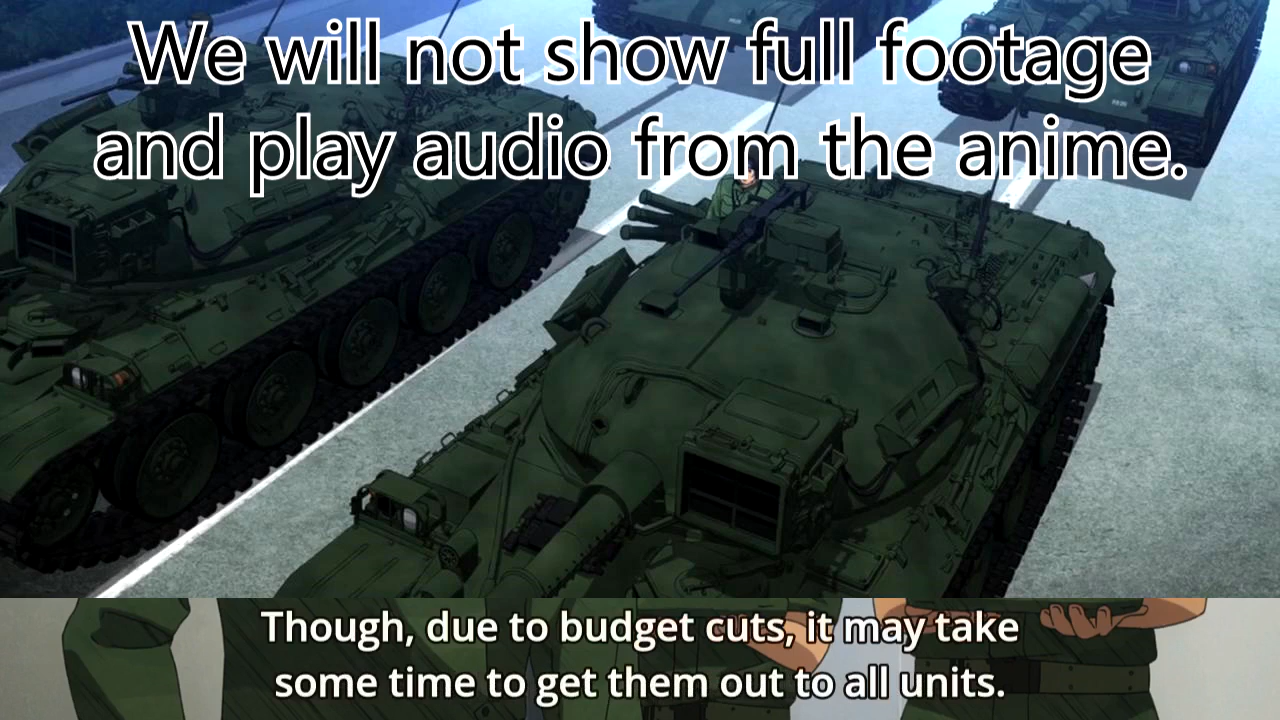 We will not show full footage
and play audio from the anime.
Though, due to budget cuts, it may take
some time to get them out to all units.